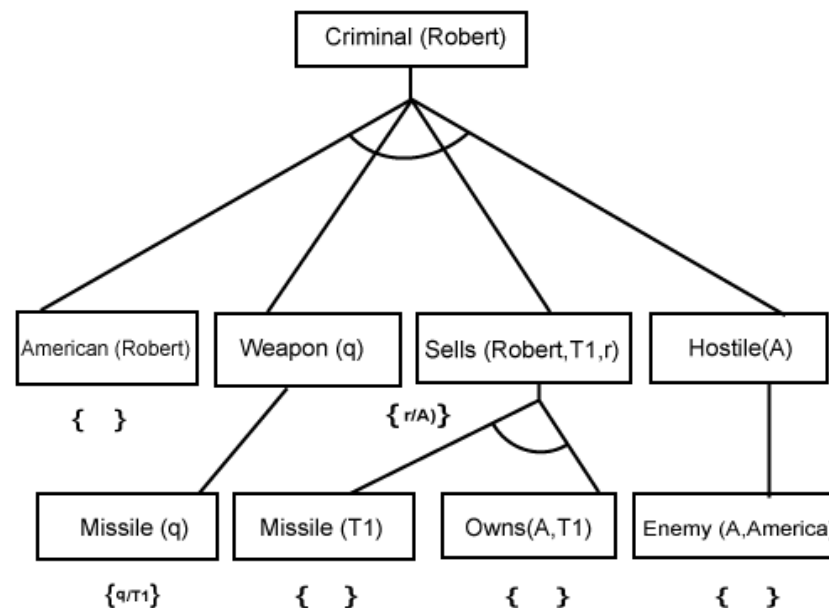 Criminal (Robert)
American (Robert)
Weapon (q)
Sells (Robert,T1,r)
Hostile(A)
{ }
{ r/A)}
Missile (q)
Missile (T1)
Owns(A,T1)
Enemy (A,America)
{q/T1}
{ }
{ }
{ }